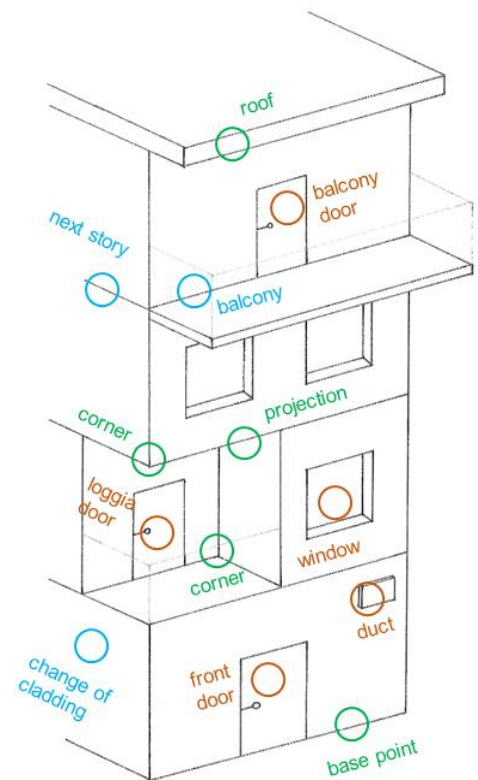 roof
balcony
door
next story
balcony
projection
corner
loggia
door
window
corner
duct
front
door
change of
cladding
base point